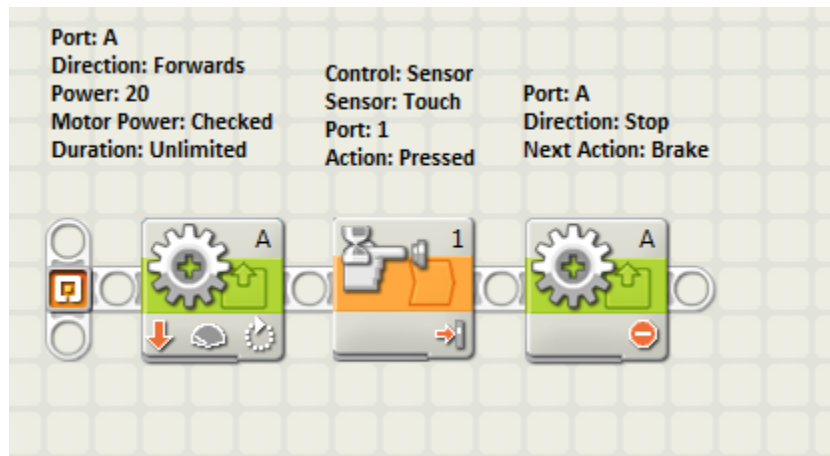 Port: A
Direction: Forwards
Power: 20
Motor Power: Checked
Duration: Unlimited
Control: Sensor
Sensor: Touch
Port: 1
Action: Pressed
Port: A
Direction: Stop
Next Action: Brake
A
1
A